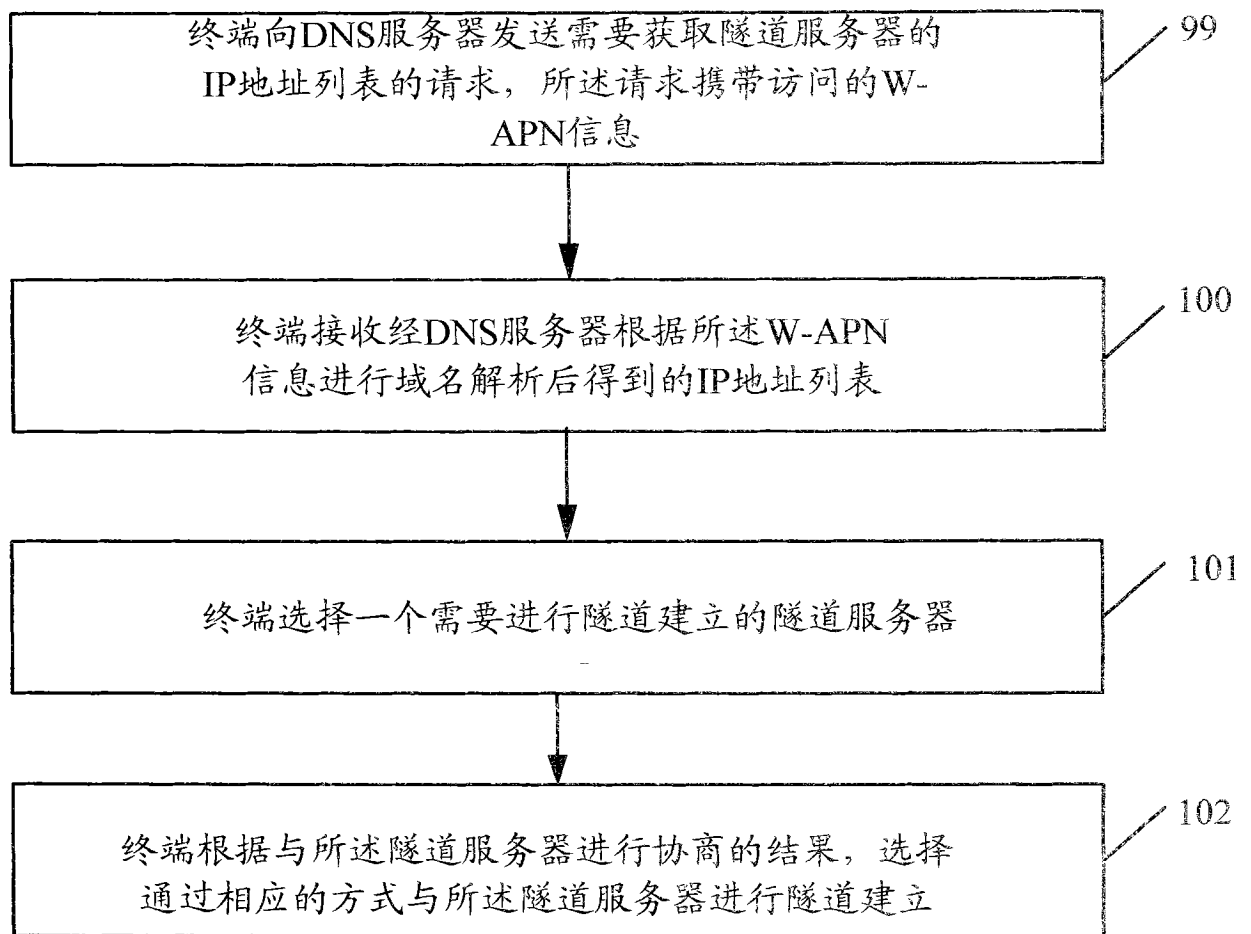 终端向DNS服务器发送需要获取隧道服务器的
IP地址列表的请求，所述请求携带访问的W-
APN信息
99
终端接收经DNS服务器根据所述W-APN
信息进行域名解析后得到的IP地址列表
100
终端选择一个需要进行隧道建立的隧道服务器
101
终端根据与所述隧道服务器进行协商的结果，选择
通过相应的方式与所述隧道服务器进行隧道建立
102